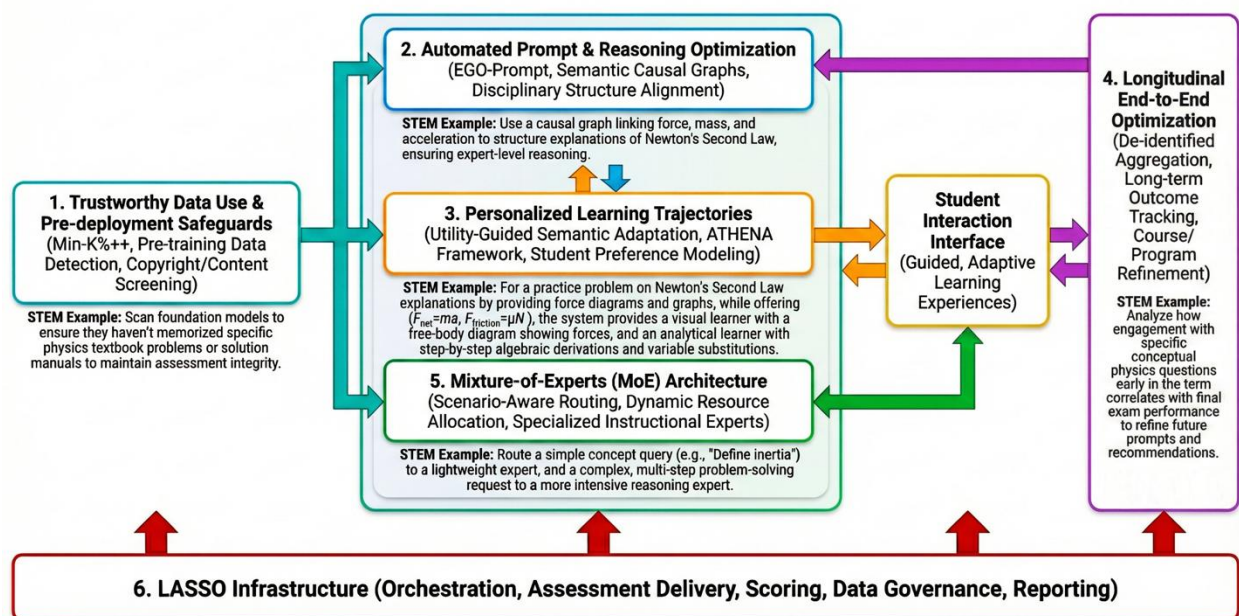 1. Trustworthy Data Use &
Pre-deployment Safeguards
(Min-K%++, Pre-training Data
Detection, Copyright/Content
Screening)
STEM Example: Scan foundation models to
ensure they haven't memorized specific
physics textbook problems or solution
manuals to maintain assessment integrity.
2. Automated Prompt & Reasoning Optimization
(EGO-Prompt, Semantic Causal Graphs,
Disciplinary Structure Alignment)
STEM Example: Use a causal graph linking force, mass, and
acceleration to structure explanations of Newton's Second Law,
ensuring expert-level reasoning.
3. Personalized Learning Trajectories
(Utility-Guided Semantic Adaptation, ATHENA
Framework, Student Preference Modeling)
STEM Example: For a practice problem on Newton's Second Law
explanations by providing force diagrams and graphs, while offering
(F_net=ma, F_friction=μN), the system provides a visual learner with a
free-body diagram showing forces, and an analytical learner with
step-by-step algebraic derivations and variable substitutions.
5. Mixture-of-Experts (MoE) Architecture
(Scenario-Aware Routing, Dynamic Resource
Allocation, Specialized Instructional Experts)
STEM Example: Route a simple concept query (e.g., "Define inertia")
to a lightweight expert, and a complex, multi-step problem-solving
request to a more intensive reasoning expert.
Student
Interaction
Interface
(Guided, Adaptive
Learning
Experiences)
4. Longitudinal
End-to-End
Optimization
(De-identified
Aggregation,
Long-term
Outcome
Tracking,
Course/
Program
Refinement)
STEM Example:
Analyze how
engagement with
specific
conceptual
physics questions
early in the term
correlates with final
exam performance
to refine future
prompts and
recommendations.
6. LASSO Infrastructure (Orchestration, Assessment Delivery, Scoring, Data Governance, Reporting)